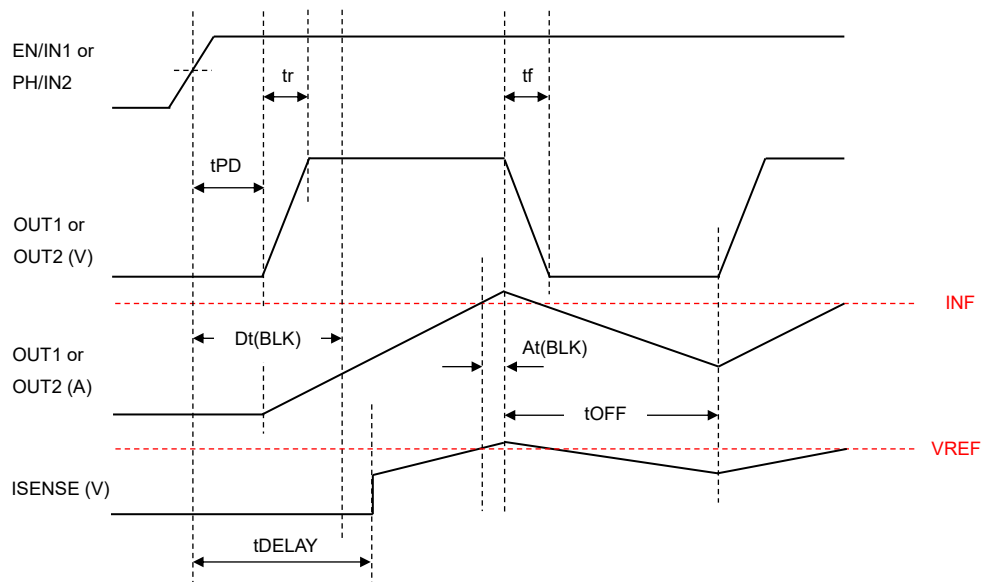 EN/IN1 or
PH/IN2
tr
tf
tPD
OUT1 or
OUT2 (V)
INF
Dt(BLK)
At(BLK)
OUT1 or
OUT2 (A)
tOFF
VREF
ISENSE (V)
tDELAY